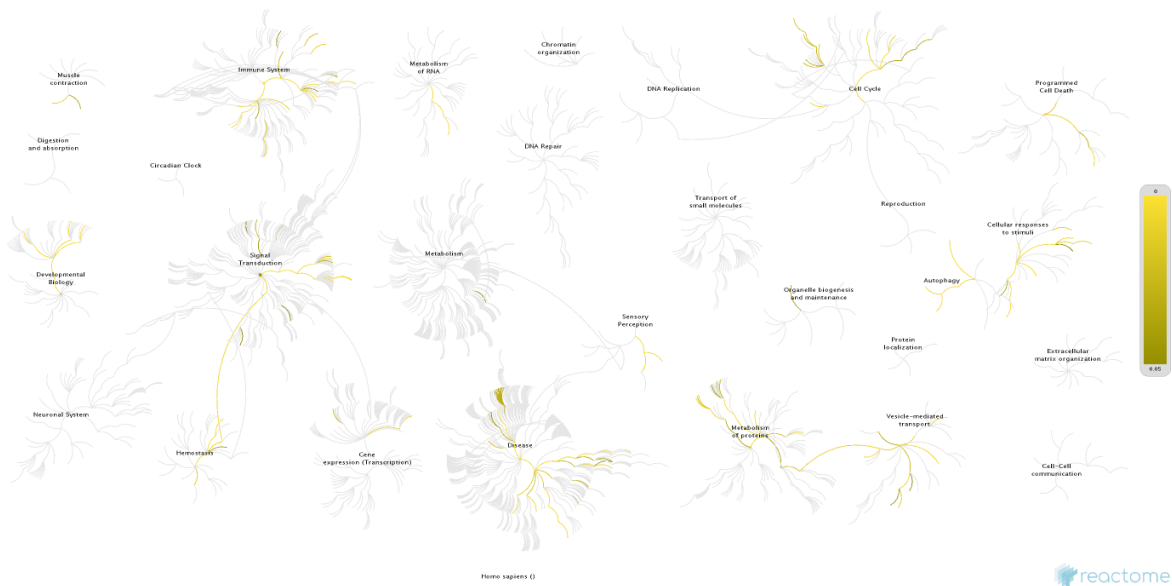 Chromatin
organization
Immune System
Metabolism
of RNA
Muscle
contraction
DNA Replication
Cell Cycle
Programmed
Cell Death
Digestion
and absorption
Circadian Clock
DNA Repair
0
Transport of
small molecules
Reproduction
Cellular responses
to stimuli
Signal
Transduction
Metabolism
Developmental
Biology
Autophagy
Organelle biogenesis
and maintenance
Sensory
Perception
Protein
localization
Extracellular
matrix organization
0.05
Neuronal System
Vesicle-mediated
transport
Metabolism
of proteins
Hemostasis
Disease
Gene
expression (Transcription)
Cell-Cell
communication
Homo sapiens ()
reactome